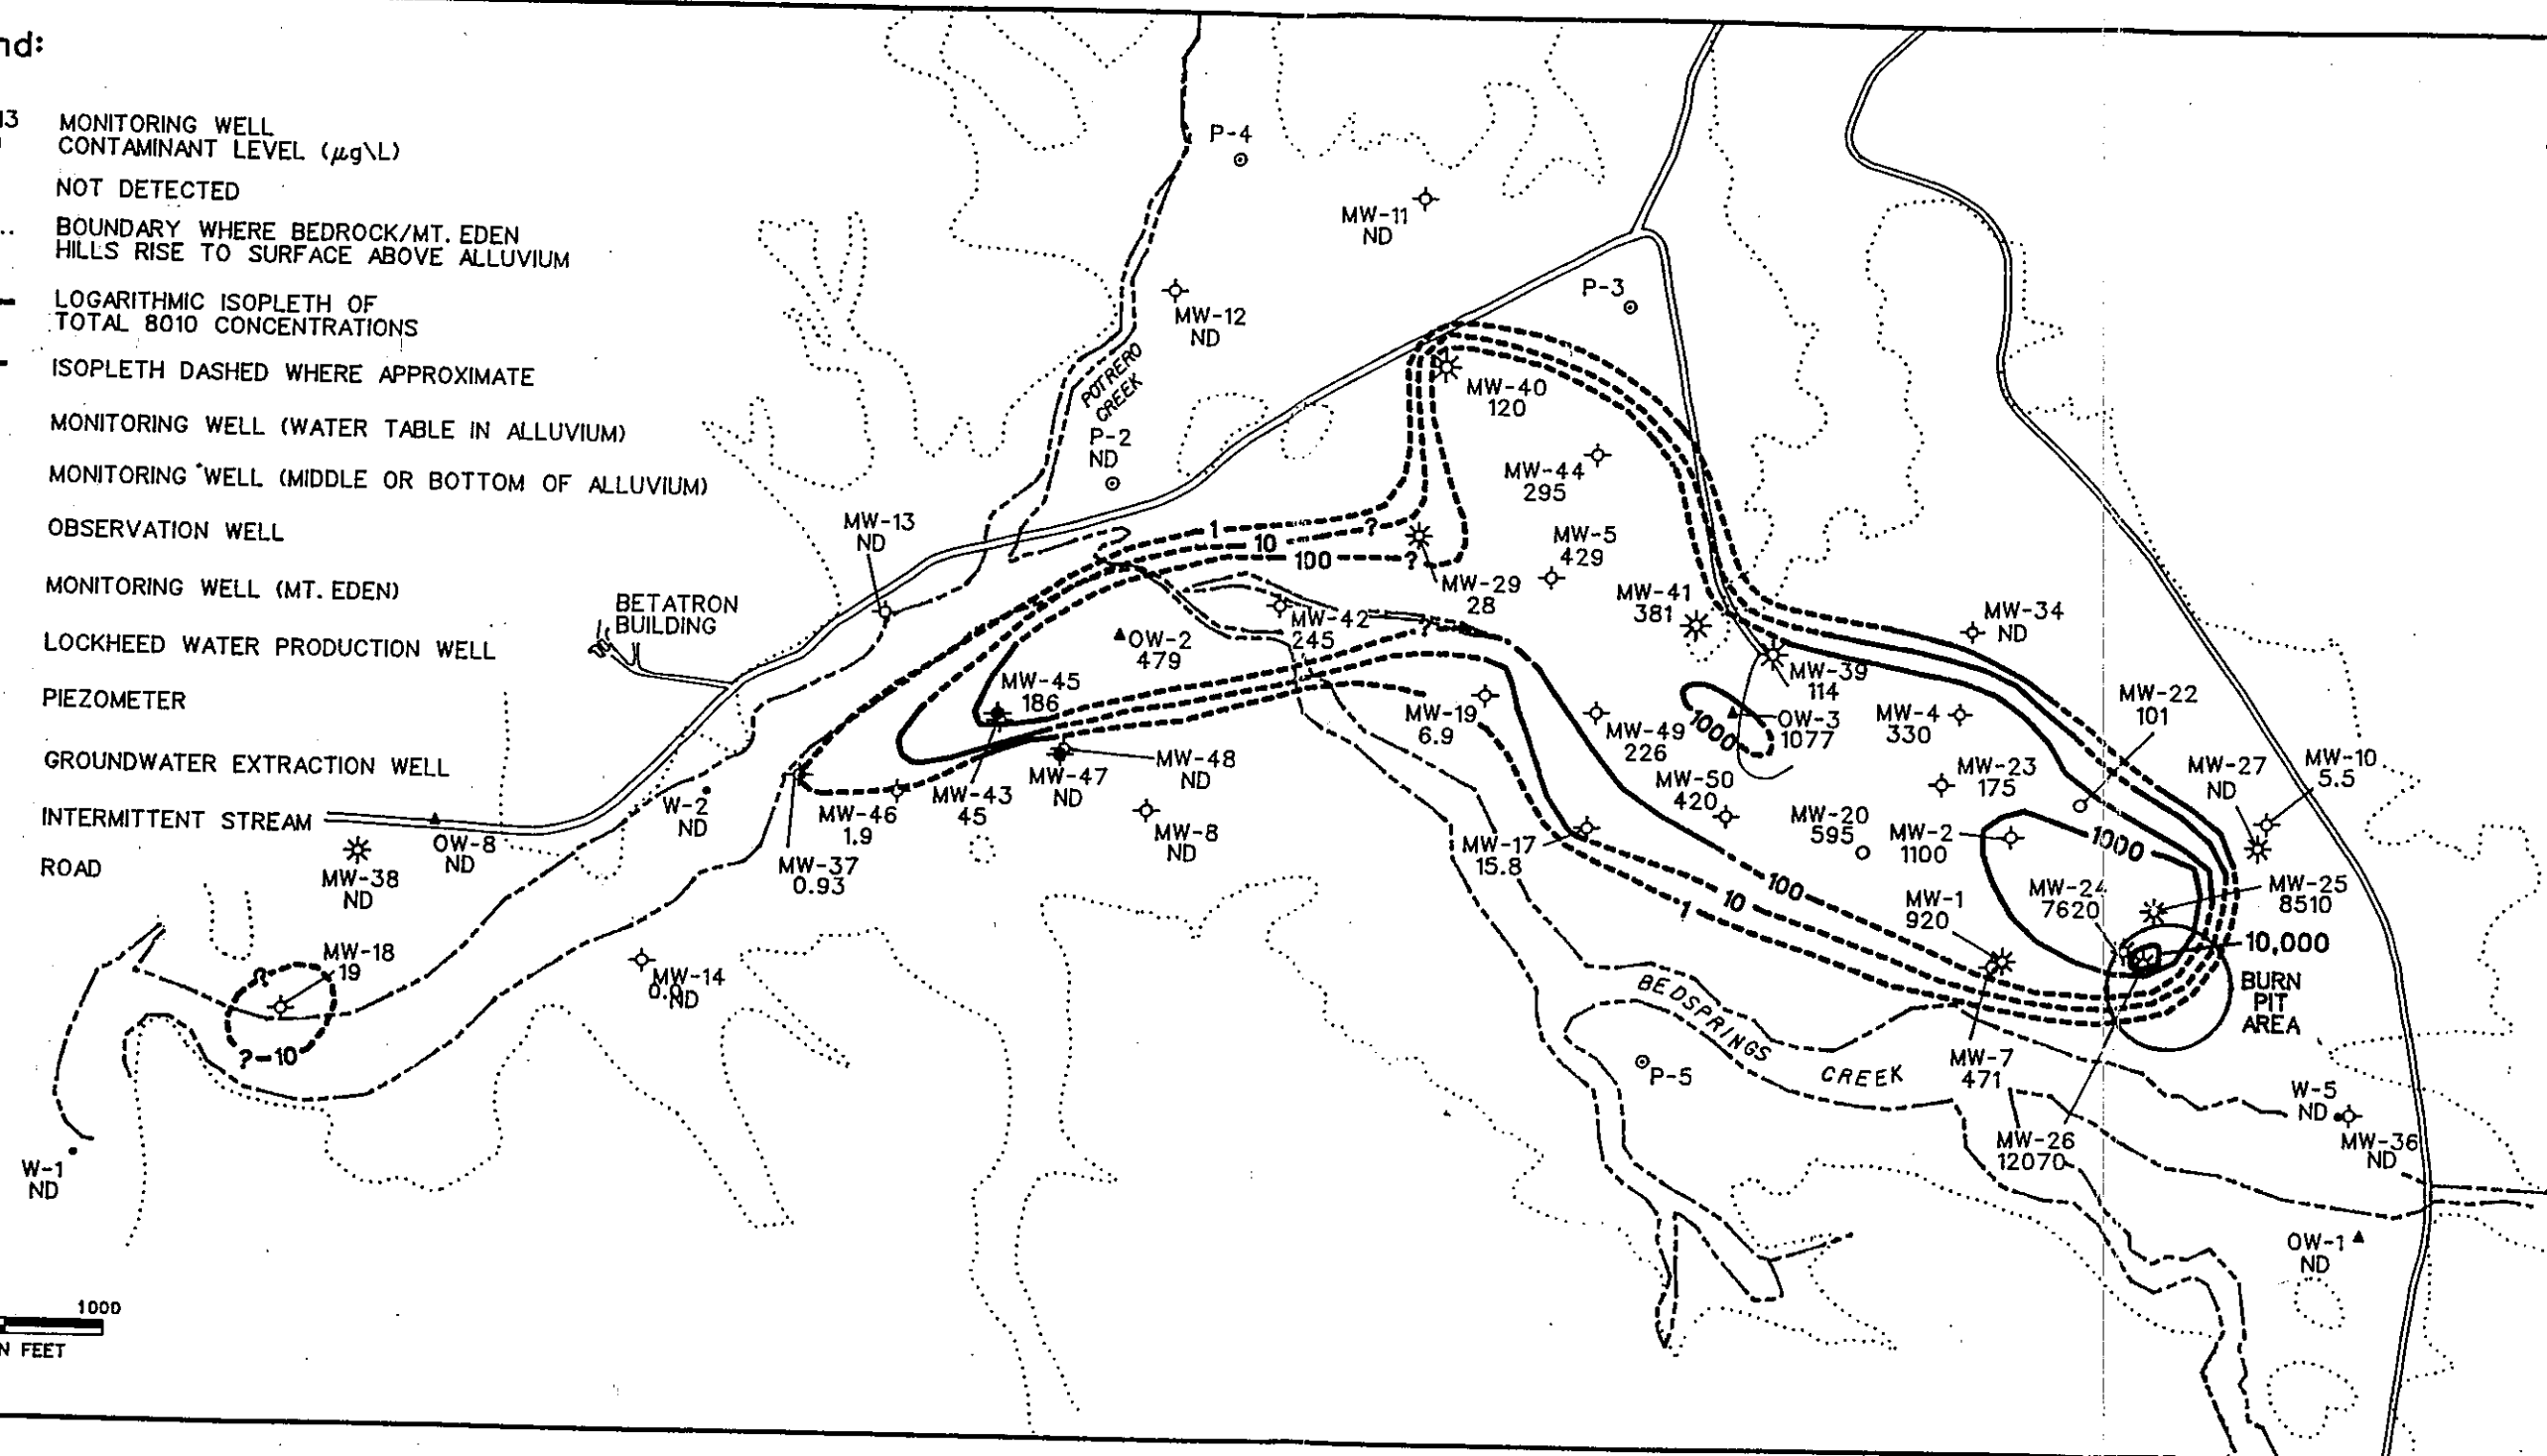 nd:
13
MONITORING WELL
CONTAMINANT LEVEL (µg\L)
NOT DETECTED
BOUNDARY WHERE BEDROCK/MT. EDEN
HILLS RISE TO SURFACE ABOVE ALLUVIUM
LOGARITHMIC ISOPLETH OF
TOTAL 8010 CONCENTRATIONS
ISOPLETH DASHED WHERE APPROXIMATE
MONITORING WELL (WATER TABLE IN ALLUVIUM)
MONITORING WELL (MIDDLE OR BOTTOM OF ALLUVIUM)
OBSERVATION WELL
MONITORING WELL (MT. EDEN)
LOCKHEED WATER PRODUCTION WELL
PIEZOMETER
GROUNDWATER EXTRACTION WELL
INTERMITTENT STREAM
ROAD
1000
N FEET
P-4
MW-11
ND
MW-12
ND
P-3
POTRERO
CREEK
P-2
ND
MW-40
120
MW-44
295
MW-13
ND
1
?
10
100
?
MW-5
429
MW-29
28
MW-41
381
MW-34
ND
BETATRON
BUILDING
OW-2
479
MW-42
245
?
MW-39
114
MW-45
186
MW-19
6.9
MW-49
226
1000
OW-3
1077
MW-4
330
MW-22
101
MW-48
ND
MW-47
ND
MW-43
45
MW-46
1.9
MW-37
0.93
W-2
ND
MW-8
ND
MW-50
420
MW-23
175
MW-27
ND
MW-10
5.5
OW-8
ND
MW-38
ND
MW-17
15.8
MW-20
595
MW-2
1100
1000
100
10
1
MW-1
920
MW-24
7620
MW-25
8510
10,000
BURN
PIT
AREA
MW-18
19
?
?-10
MW-14
0.0
ND
BEDSPRINGS
CREEK
P-5
MW-7
471
MW-26
12070
W-5
ND
MW-36
ND
W-1
ND
OW-1
ND